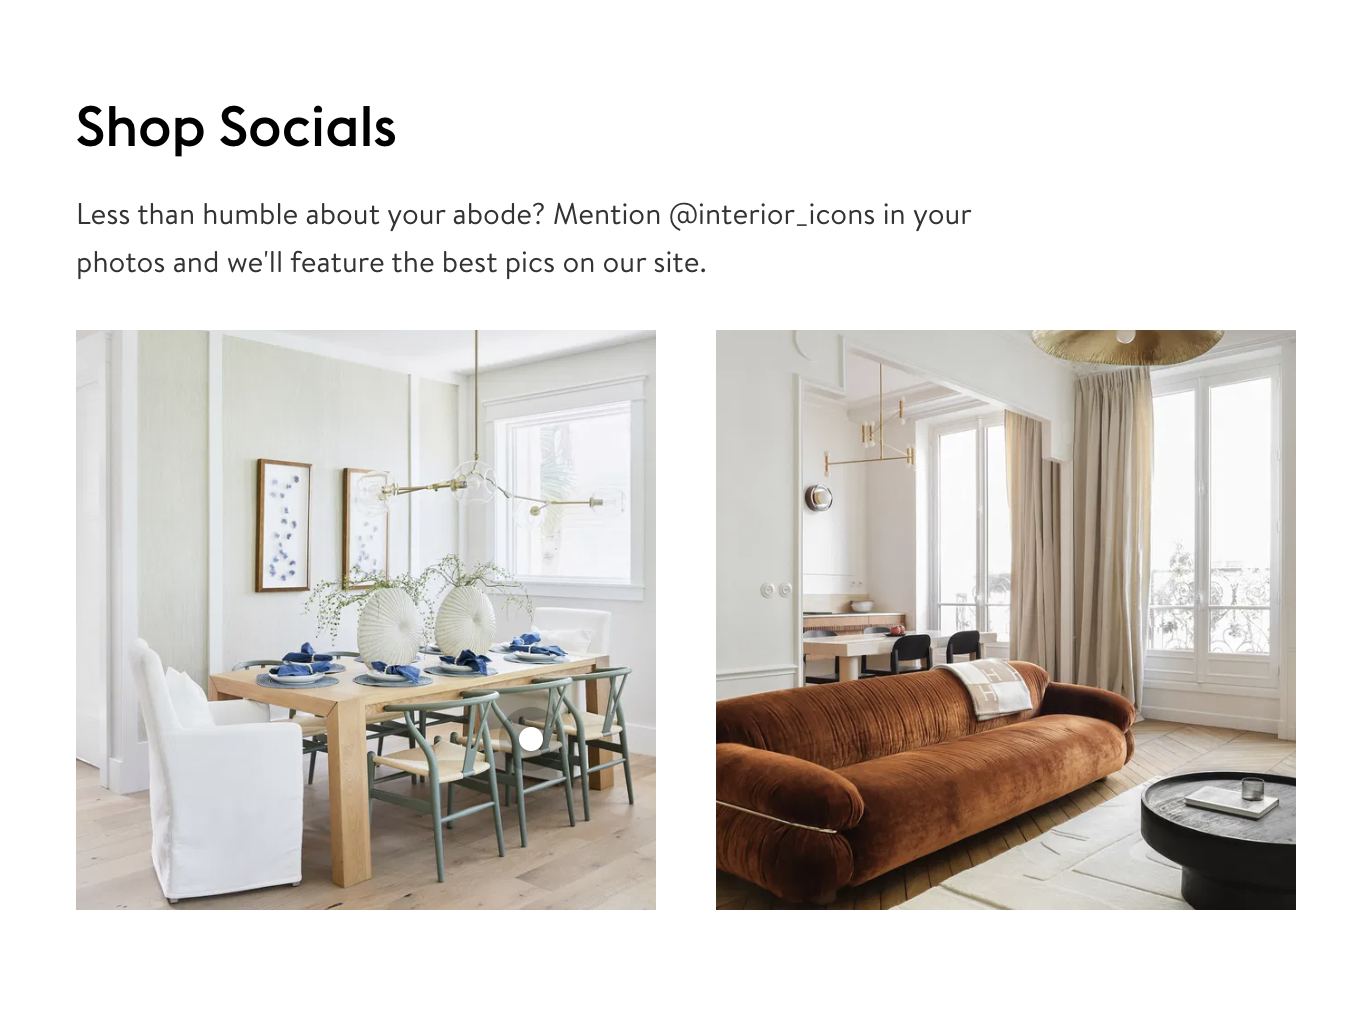 Shop Socials
Less than humble about your abode? Mention @interior_icons in your
photos and we'll feature the best pics on our site.